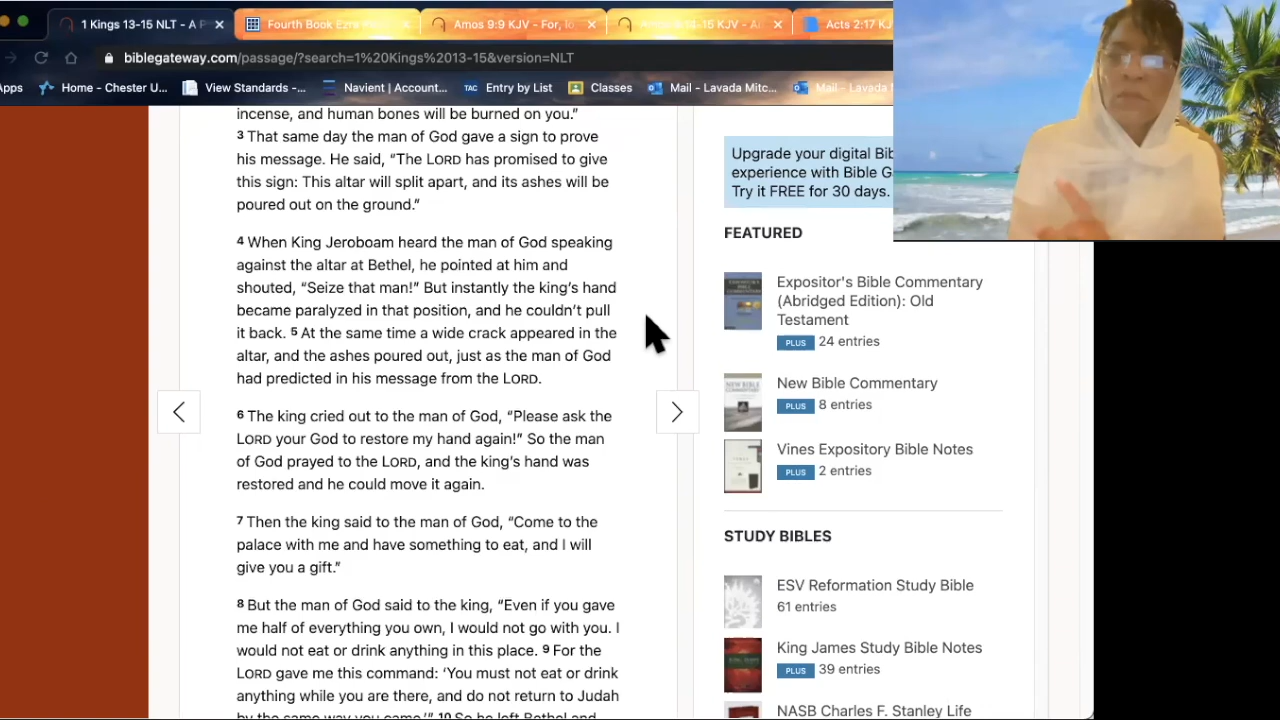 1 Kings 13-15 NLT - A P
Fourth Book Ezra
Amos 9:9 KJV - For, lo
KJV - A
Acts 2:17 KJV
biblegateway.com/passage/?search=1%20Kings%2013-15&version=NLT
Apps
Home - Chester U...
View Standards -...
Navient | Account...
TAC Entry by List
Classes
Mail - Lavada Mitc...
Mail - Lavada
incense, and human bones will be burned on you.”
3 That same day the man of God gave a sign to prove
his message. He said, “The LORD has promised to give
this sign: This altar will split apart, and its ashes will be
poured out on the ground.”
4 When King Jeroboam heard the man of God speaking
against the altar at Bethel, he pointed at him and
shouted, “Seize that man!” But instantly the king’s hand
became paralyzed in that position, and he couldn’t pull
it back. 5 At the same time a wide crack appeared in the
altar, and the ashes poured out, just as the man of God
had predicted in his message from the LORD.
6 The king cried out to the man of God, “Please ask the
LORD your God to restore my hand again!” So the man
of God prayed to the LORD, and the king’s hand was
restored and he could move it again.
7 Then the king said to the man of God, “Come to the
palace with me and have something to eat, and I will
give you a gift.”
8 But the man of God said to the king, “Even if you gave
me half of everything you own, I would not go with you. I
would not eat or drink anything in this place. 9 For the
LORD gave me this command: ‘You must not eat or drink
anything while you are there, and do not return to Judah
by the same way you came.’” 10 So he left Bethel and
Upgrade your digital Bib
experience with Bible G
Try it FREE for 30 days.
FEATURED
Expositor's Bible Commentary
(Abridged Edition): Old
Testament
PLUS 24 entries
New Bible Commentary
PLUS 8 entries
Vines Expository Bible Notes
PLUS 2 entries
STUDY BIBLES
ESV Reformation Study Bible
61 entries
King James Study Bible Notes
PLUS 39 entries
NASB Charles F. Stanley Life